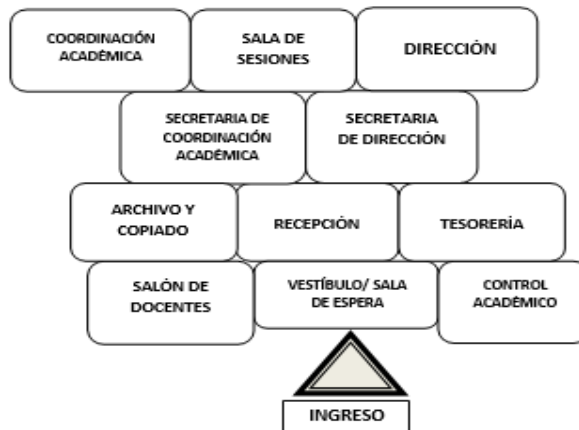 COORDINACIÓN
ACADÉMICA
SALA DE
SESIONES
DIRECCIÓN
SECRETARIA DE
COORDINACIÓN
ACADÉMICA
SECRETARIA
DE DIRECCIÓN
ARCHIVO Y
COPIADO
RECEPCIÓN
TESORERÍA
SALÓN DE
DOCENTES
VESTÍBULO/ SALA
DE ESPERA
CONTROL
ACADÉMICO
INGRESO